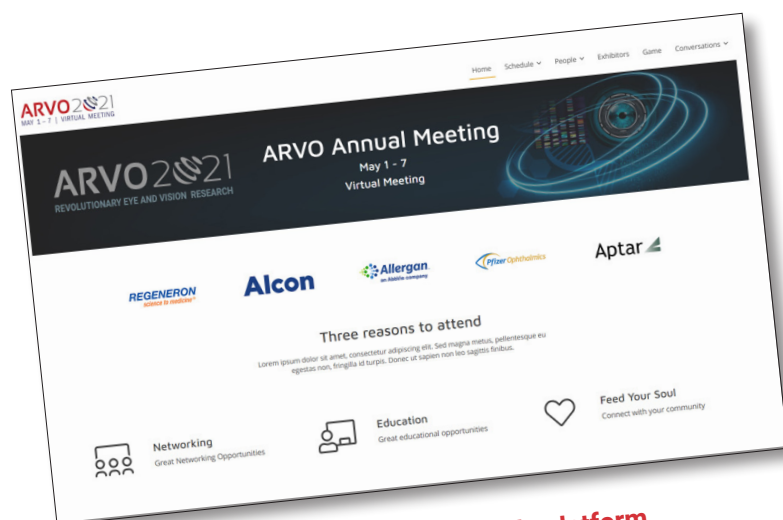 ARVO2021
MAY 1 - 7 | VIRTUAL MEETING
Home Schedule People Exhibitors Game Conversations
ARVO2021
REVOLUTIONARY EYE AND VISION RESEARCH
ARVO Annual Meeting
May 1 - 7
Virtual Meeting
REGENERON
science to medicine®
Alcon
Allergan
an AbbVie company
Pfizer Ophthalmics
Aptar
Three reasons to attend
Lorem ipsum dolor sit amet, consectetur adipiscing elit. Sed magna metus, pellentesque eu
egestas non, fringilla id turpis. Donec ut sapien non leo sagittis finibus.
Networking
Great Networking Opportunities
Education
Great educational opportunities
Feed Your Soul
Connect with your community
platform